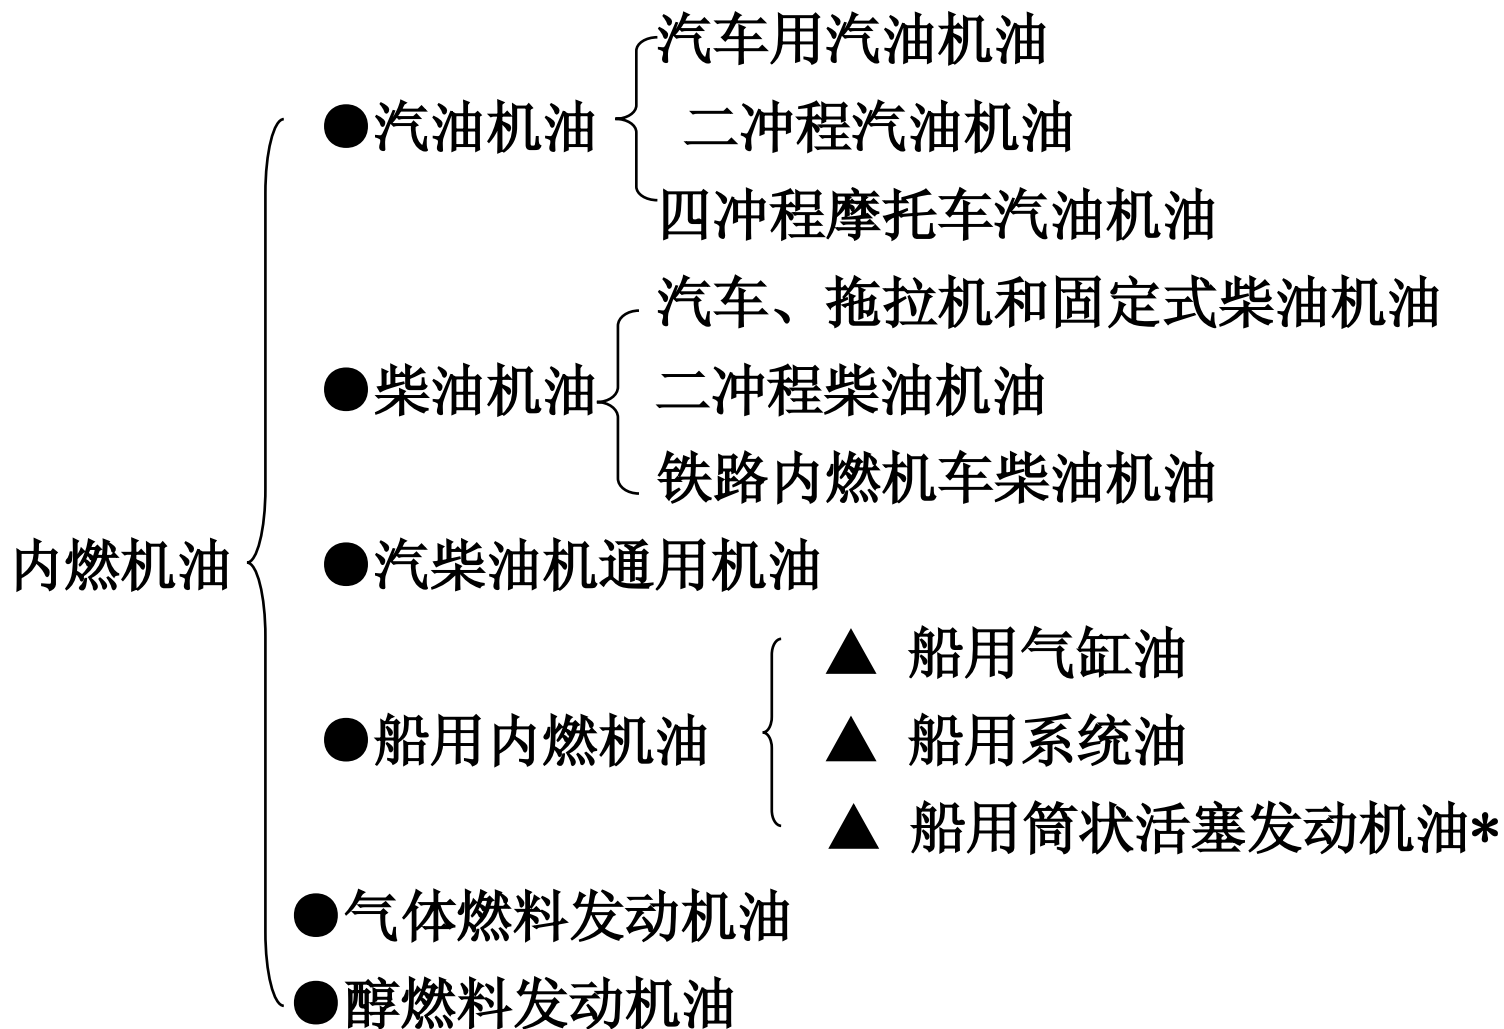 汽车用汽油机油
●汽油机油
二冲程汽油机油
四冲程摩托车汽油机油
汽车、拖拉机和固定式柴油机油
●柴油机油
二冲程柴油机油
铁路内燃机车柴油机油
内燃机油
●汽柴油机通用机油
▲ 船用气缸油
●船用内燃机油
▲ 船用系统油
▲ 船用筒状活塞发动机油*
●气体燃料发动机油
●醇燃料发动机油